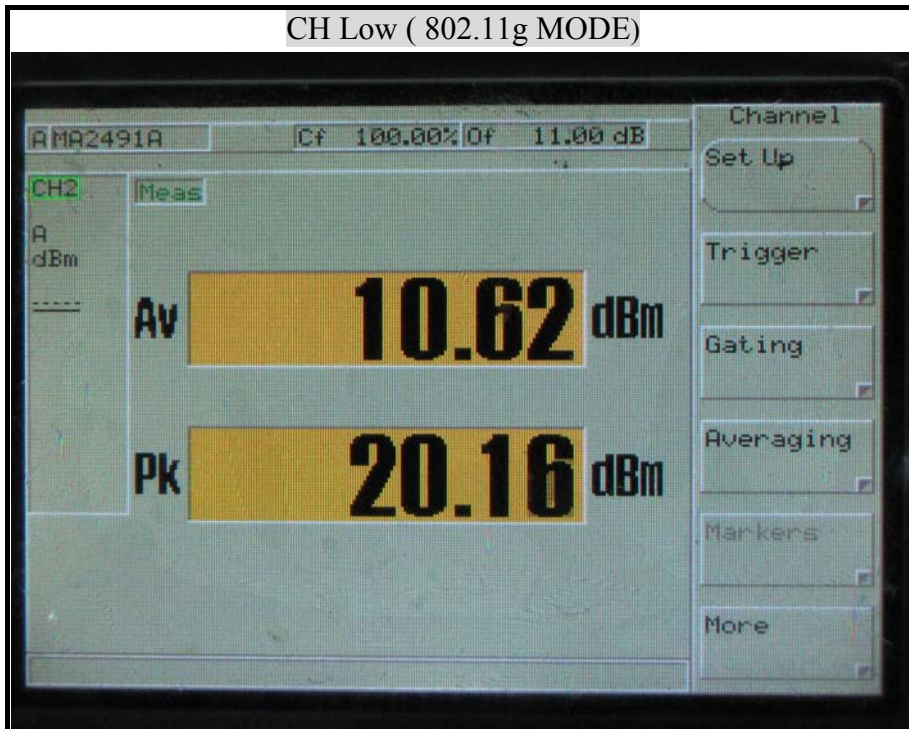 CH Low ( 802.11g MODE)
A MA2491A Cf 100.00% Of 11.00 dB
CH2
A
dBm
-----
Meas
Av 10.62 dBm
Pk 20.16 dBm
Channel
Set Up
Trigger
Gating
Averaging
Markers
More